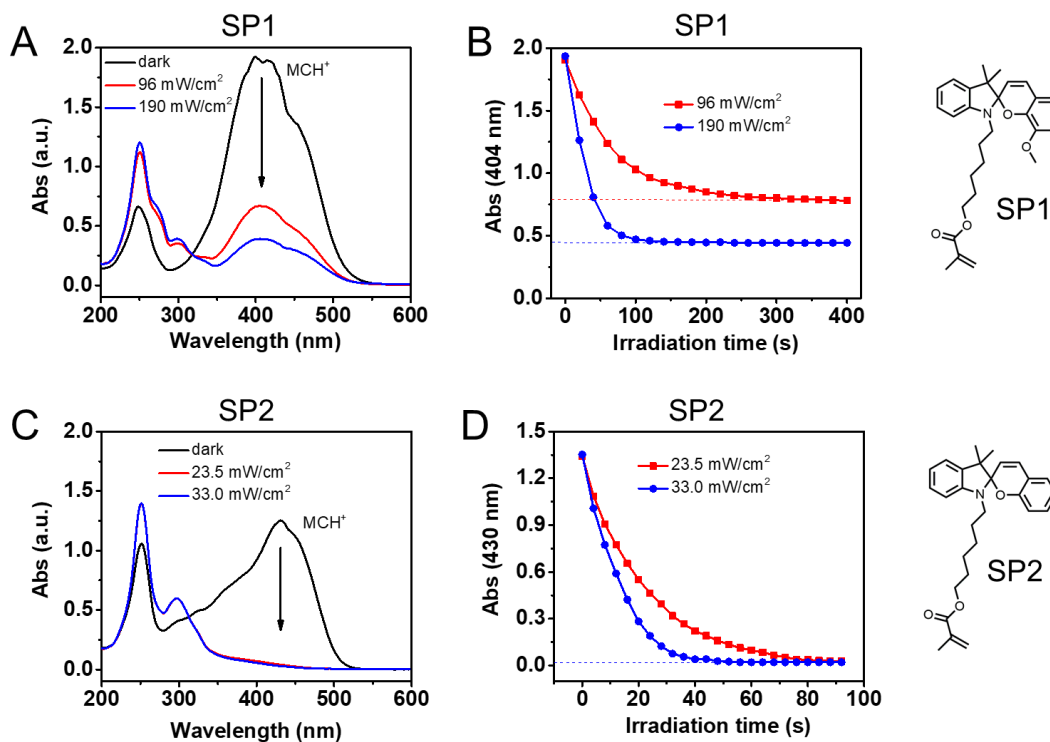 SP1
A
dark
96 mW/cm²
190 mW/cm²
MCH⁺
Abs (a.u.)
2.0
1.5
1.0
0.5
0.0
200 300 400 500 600
Wavelength (nm)
SP1
B
96 mW/cm²
190 mW/cm²
Abs (404 nm)
2.0
1.5
1.0
0.5
2.0
0 100 200 300 400
Irradiation time (s)
N
O
O
O
O
SP1
SP2
C
dark
23.5 mW/cm²
33.0 mW/cm²
MCH⁺
Abs (a.u.)
2.0
1.5
1.0
0.5
0.0
200 300 400 500 600
Wavelength (nm)
SP2
D
23.5 mW/cm²
33.0 mW/cm²
Abs (430 nm)
1.5
1.2
0.9
0.6
0.3
0.0
0 20 40 60 80 100
Irradiation time (s)
N
O
O
O
SP2